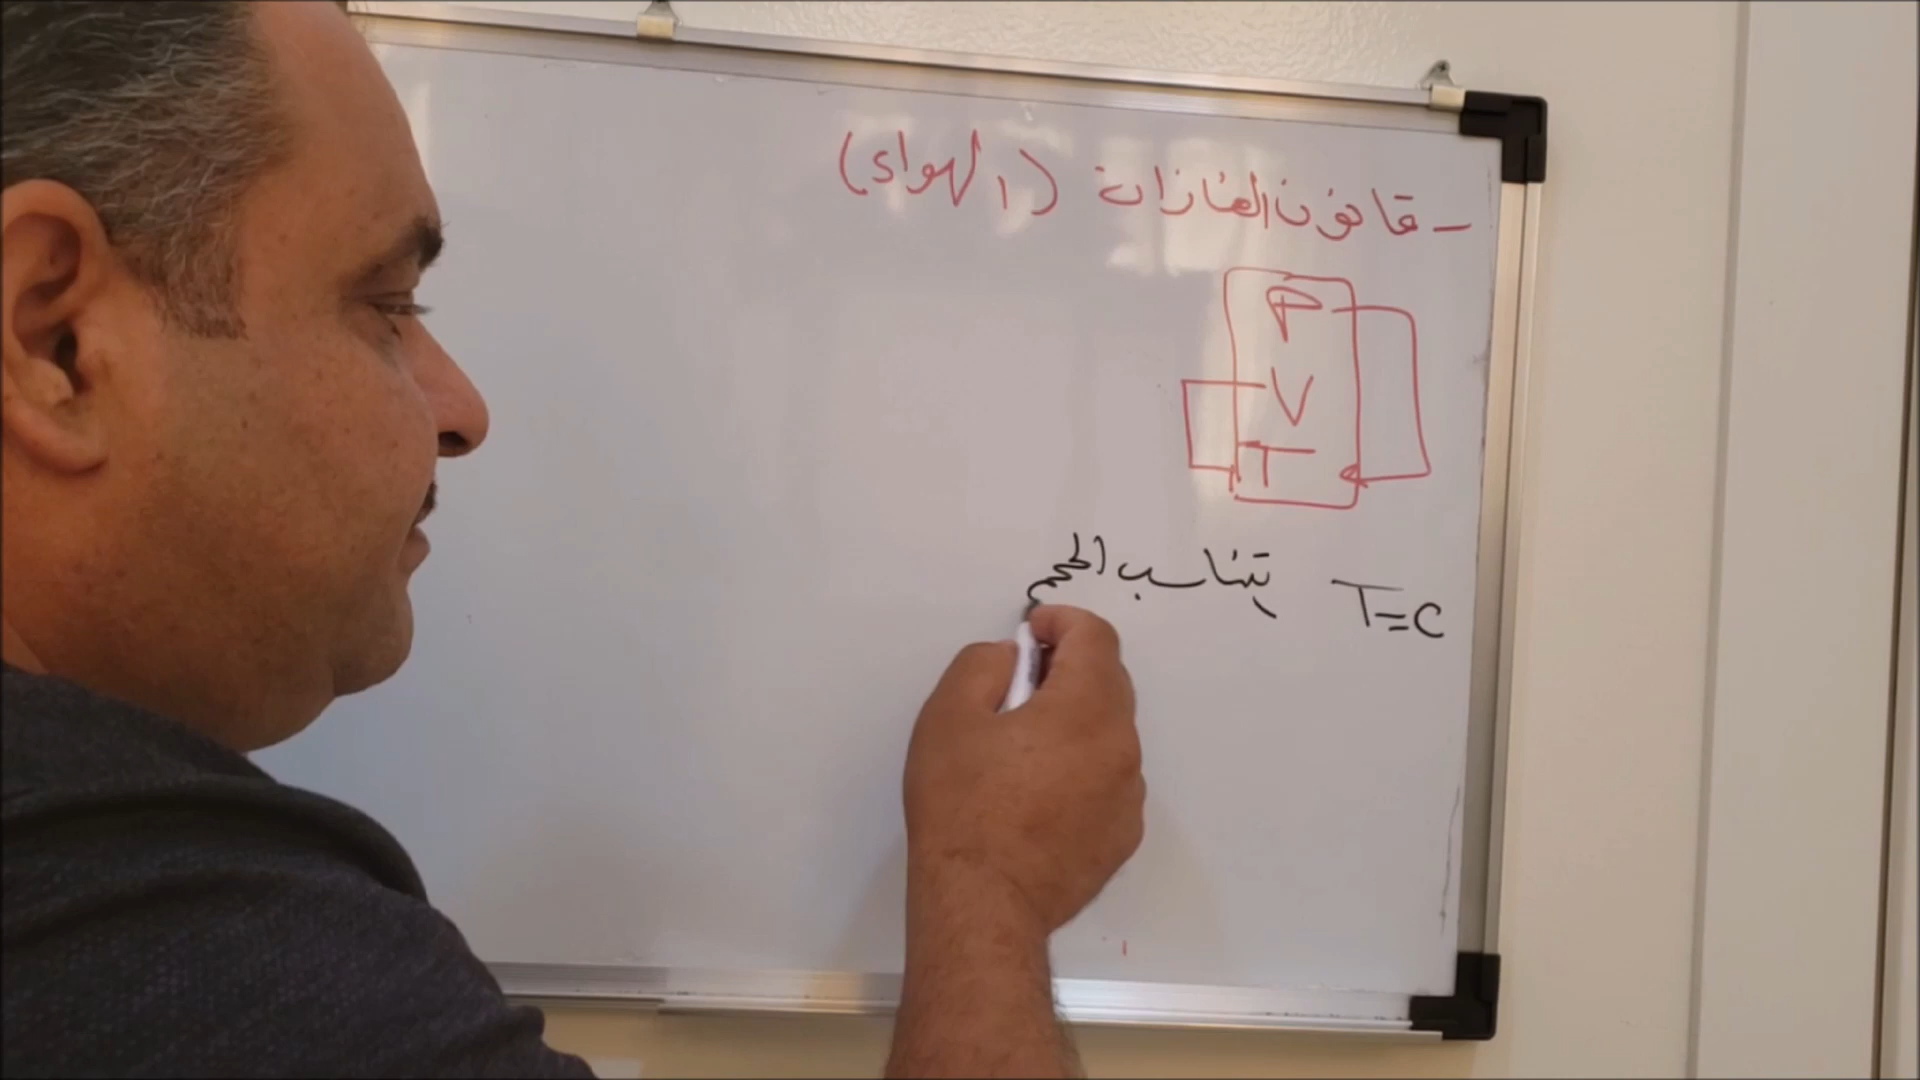 - قانون الغازات (الهواء)
P
V
T
T=C يتناسب الحجم